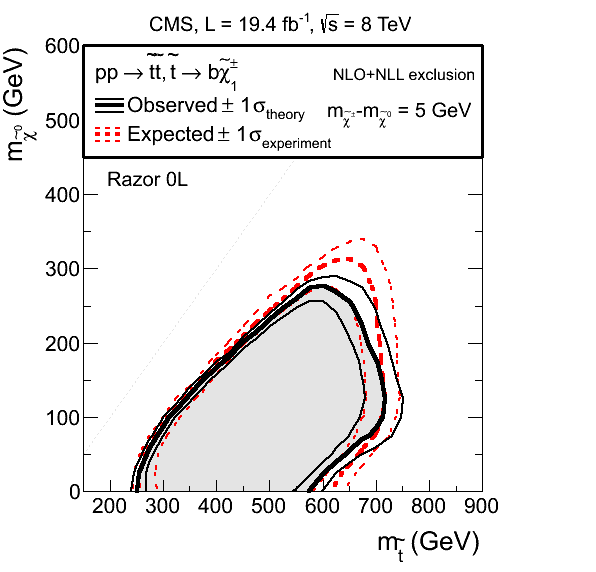 CMS, L = 19.4 fb⁻¹, √s = 8 TeV
pp → t̃t̃, t̃ → bχ̃₁±
NLO+NLL exclusion
Observed ± 1σtheory
mχ̃±-mχ̃⁰ = 5 GeV
Expected ± 1σexperiment
Razor 0L
mχ̃⁰ (GeV)
600
500
400
300
200
100
0
200 300 400 500 600 700 800 900
mt̃ (GeV)